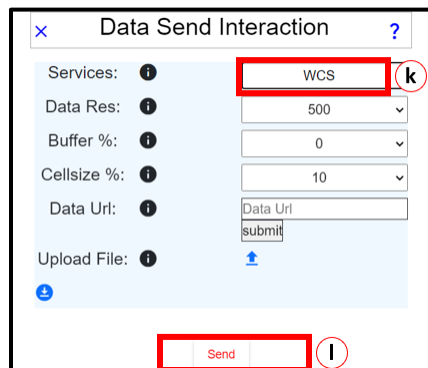 × Data Send Interaction ?
Services: i WCS k
Data Res: i 500
Buffer %: i 0
Cellsize %: i 10
Data Url: i Data Url
submit
Upload File: i
Send l